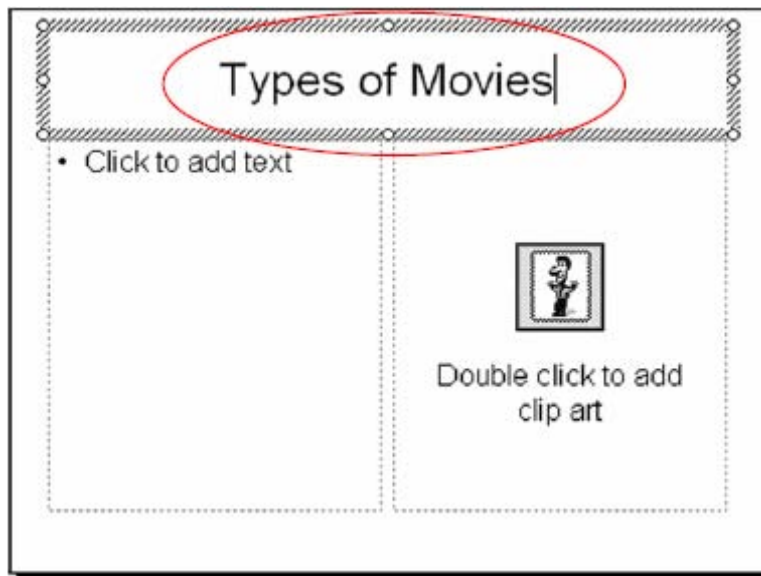 Types of Movies
• Click to add text
Double click to add
clip art